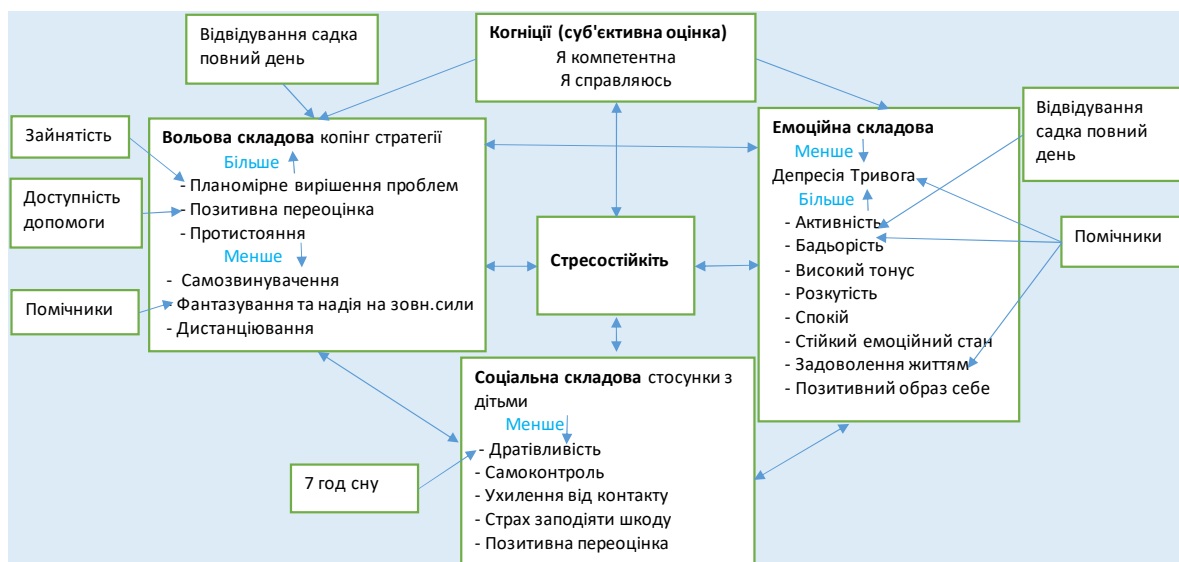 Відвідування садка
повний день
Когніції (суб'єктивна оцінка)
Я компетентна
Я справляюсь
Зайнятість
Доступність
допомоги
Помічники
Вольова складова копінг стратегії
Більше
- Планомірне вирішення проблем
- Позитивна переоцінка
- Протистояння
Менше
- Самозвинувачення
- Фантазування та надія на зовн.сили
- Дистанціювання
Стресостійкіть
Емоційна складова
Менше
Депресія Тривога
Більше
- Активність
- Бадьорість
- Високий тонус
- Розкутість
- Спокій
- Стійкий емоційний стан
- Задоволення життям
- Позитивний образ себе
Відвідування
садка повний
день
Помічники
Соціальна складова стосунки з
дітьми
Менше
- Дратівливість
- Самоконтроль
- Ухилення від контакту
- Страх заподіяти шкоду
- Позитивна переоцінка
7 год сну